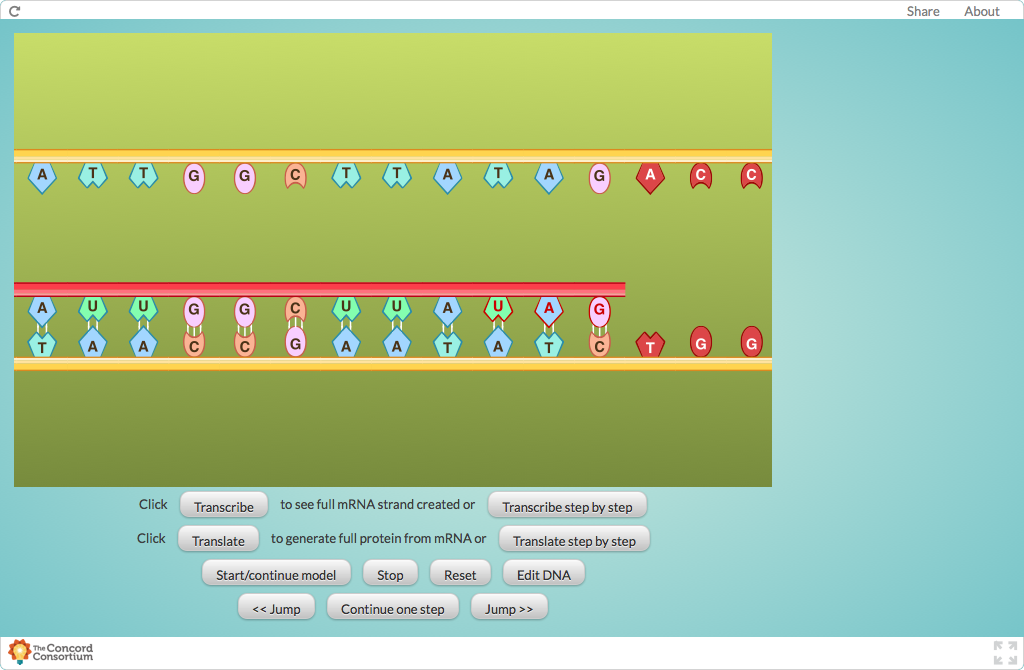 Share About
A T T G G C T T A T A G A C C
A U U G G C U U A U A G
T A A C C G A A T A T C T G G
Click Transcribe to see full mRNA strand created or Transcribe step by step
Click Translate to generate full protein from mRNA or Translate step by step
Start/continue model Stop Reset Edit DNA
<< Jump Continue one step Jump >>
The Concord
Consortium